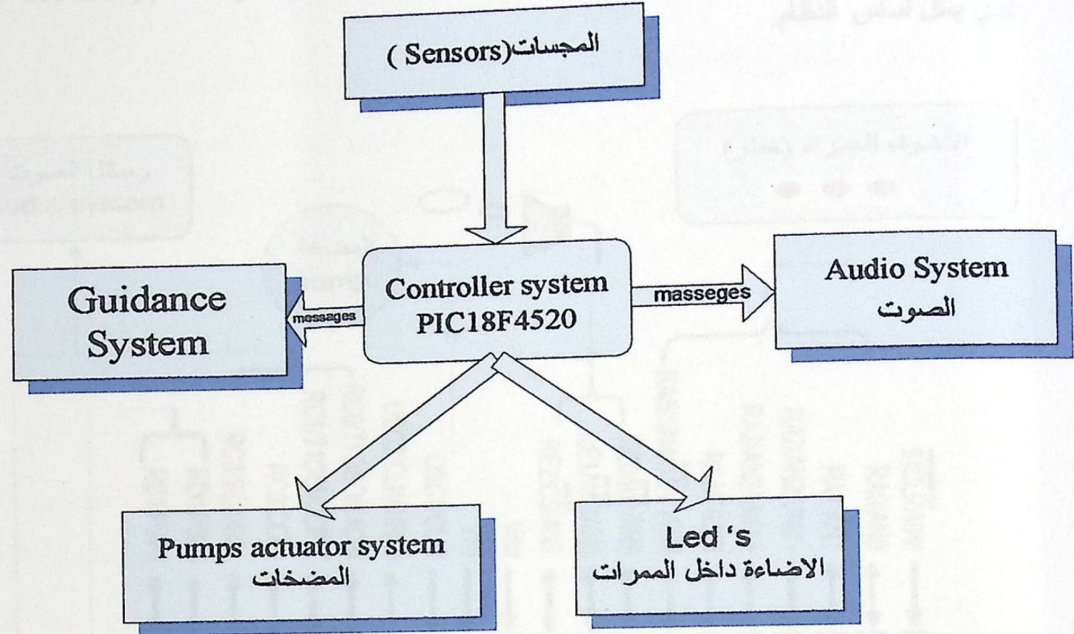 المجسات(Sensors )
Guidance
System
messages
Controller system
PIC18F4520
masseges
Audio System
الصوت
Pumps actuator system
المضخات
Led ‘s
الاضاءة داخل الممرات